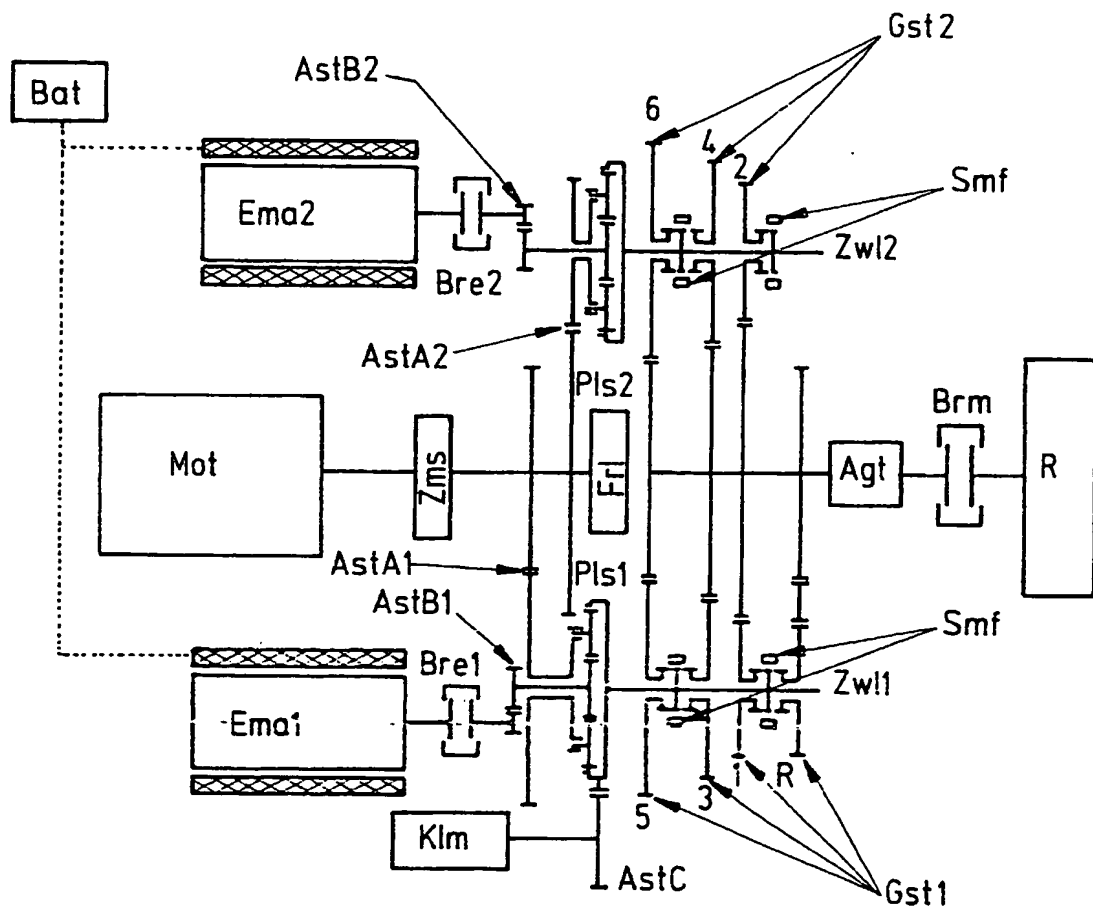 Gst2
AstB2
Bat
6
4
2
Smf
Ema2
Zwl2
Bre2
AstA2
Pls2
Brm
Mot
Zms
Frl
Agt
R
AstA1
Pls1
AstB1
Smf
Bre1
Zwl1
Ema1
1
R
3
5
Klm
AstC
Gst1